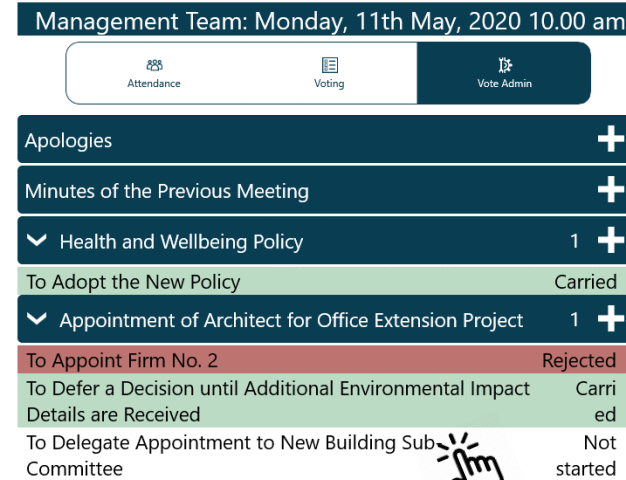 Management Team: Monday, 11th May, 2020 10.00 am
Attendance
Voting
Vote Admin
Apologies
Minutes of the Previous Meeting
Health and Wellbeing Policy 1
To Adopt the New Policy Carried
Appointment of Architect for Office Extension Project 1
To Appoint Firm No. 2 Rejected
To Defer a Decision until Additional Environmental Impact Carri
Details are Received ed
To Delegate Appointment to New Building Sub- Not
Committee started